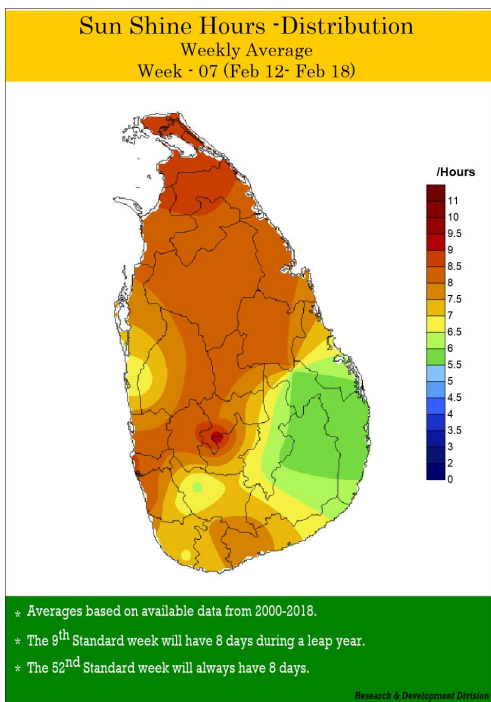 Sun Shine Hours -Distribution
Weekly Average
Week - 07 (Feb 12- Feb 18)
/Hours
11
10
9.5
9
8.5
8
7.5
7
6.5
6
5.5
5
4.5
4
3.5
3
2
0
* Averages based on available data from 2000-2018.
* The 9th Standard week will have 8 days during a leap year.
* The 52nd Standard week will always have 8 days.
Research & Development Division